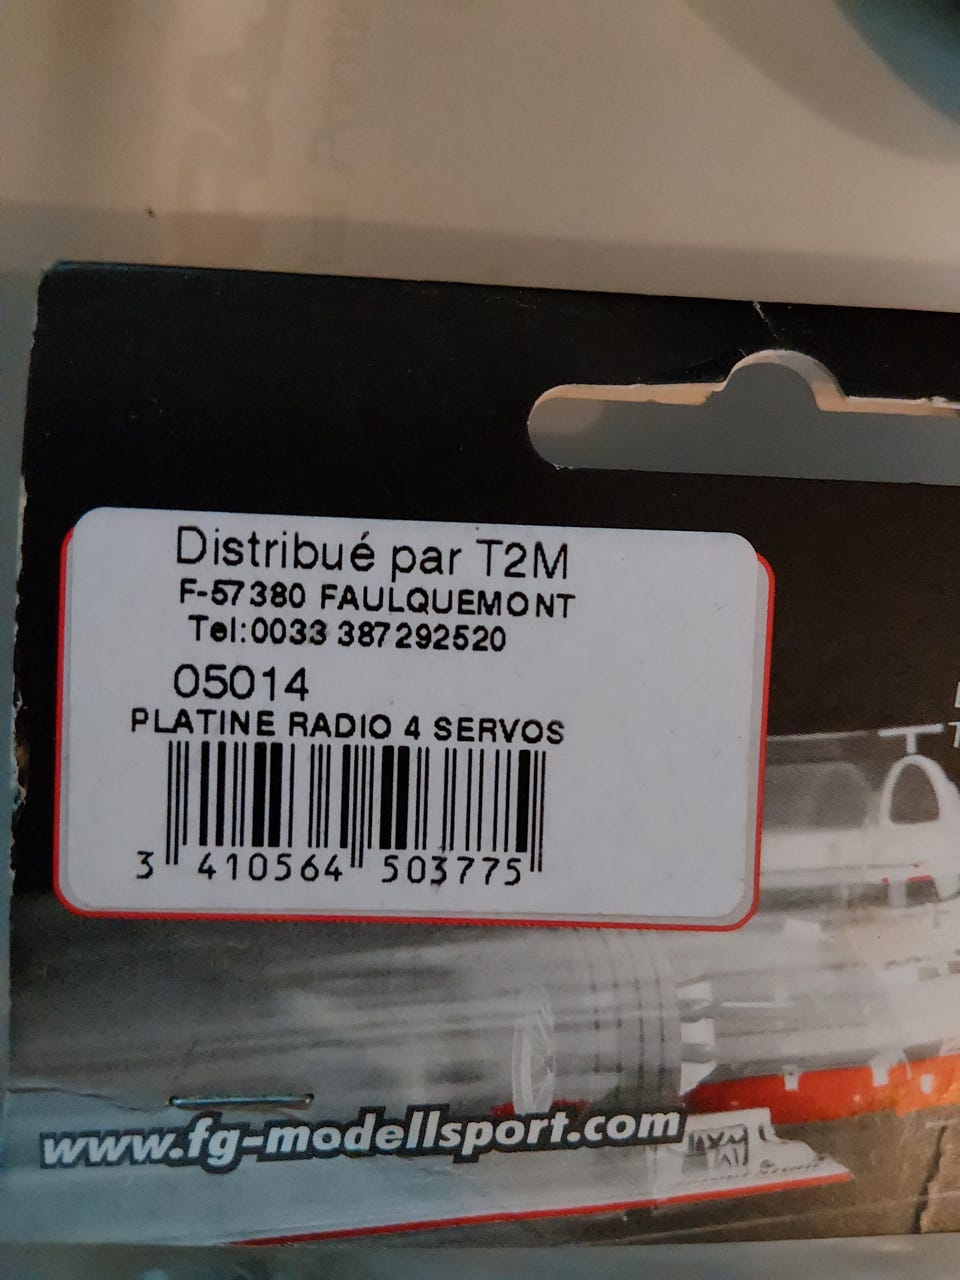 Distribué par T2M
F-57380 FAULQUEMONT
Tel:0033 387292520
05014
PLATINE RADIO 4 SERVOS
3 410564 503775
www.fg-modellsport.com